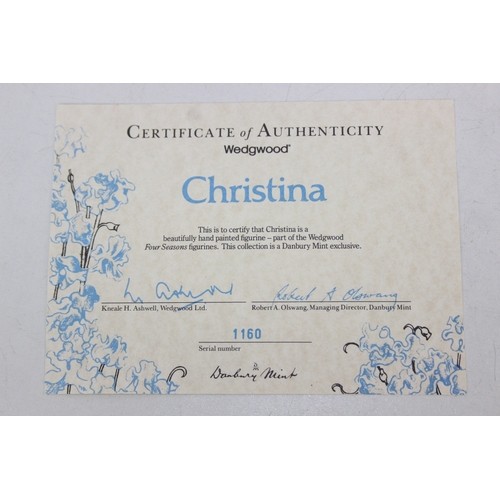 CERTIFICATE of AUTHENTICITY
Wedgwood®
Christina
This is to certify that Christina is a
beautifully hand painted figurine – part of the Wedgwood
Four Seasons figurines. This collection is a Danbury Mint exclusive.
Robert A Olswang
Kneale H. Ashwell, Wedgwood Ltd.
Robert A. Olswang, Managing Director, Danbury Mint
1160
Serial number
Danbury Mint